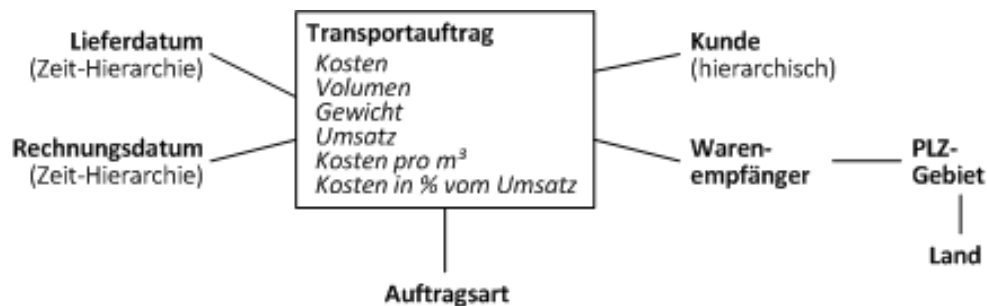 Lieferdatum
(Zeit-Hierarchie)
Rechnungsdatum
(Zeit-Hierarchie)
Transportauftrag
Kosten
Volumen
Gewicht
Umsatz
Kosten pro m³
Kosten in % vom Umsatz
Kunde
(hierarchisch)
Waren-
empfänger
PLZ-
Gebiet
Land
Auftragsart